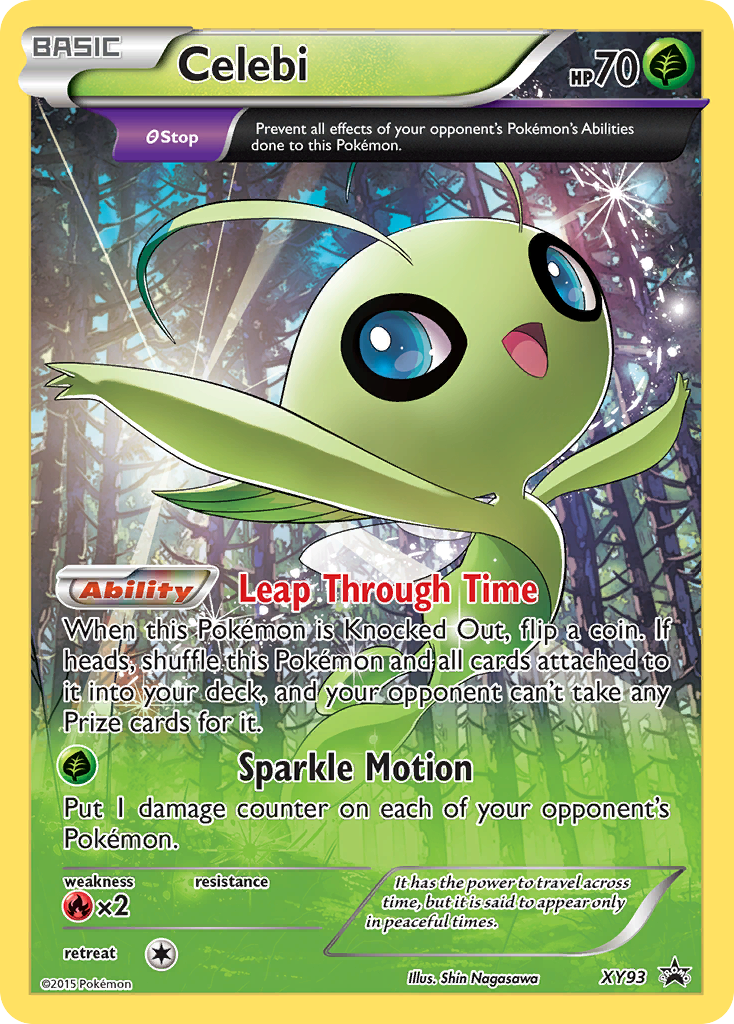 BASIC
Celebi
HP70
θStop
Prevent all effects of your opponent's Pokémon's Abilities
done to this Pokémon.
Ability
Leap Through Time
When this Pokémon is Knocked Out, flip a coin. If
heads, shuffle this Pokémon and all cards attached to
it into your deck, and your opponent can't take any
Prize cards for it.
Sparkle Motion
Put 1 damage counter on each of your opponent's
Pokémon.
weakness
resistance
×2
It has the power to travel across
time, but it is said to appear only
in peaceful times.
retreat
©2015 Pokémon
Illus. Shin Nagasawa
XY93
PROMO